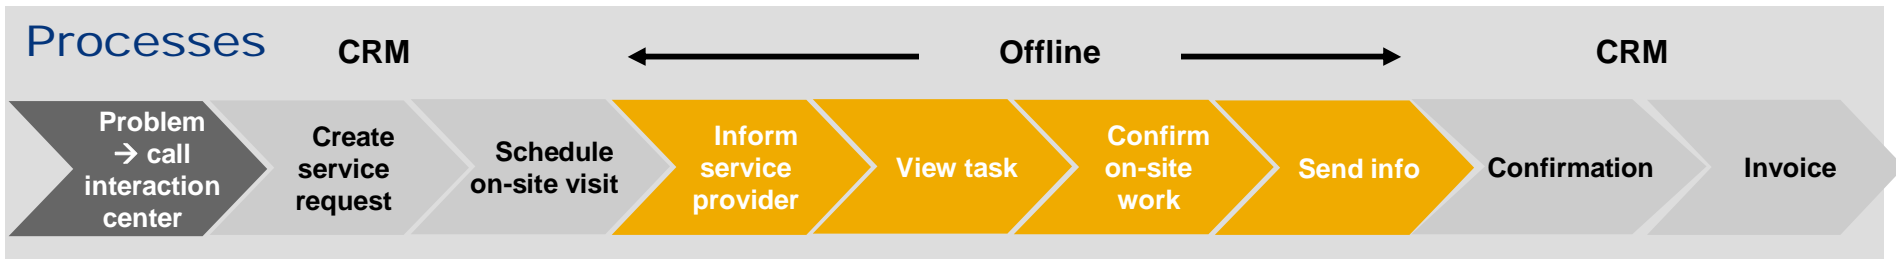 Processes
CRM
Offline
CRM
Problem
→ call
interaction
center
Create
service
request
Schedule
on-site visit
Inform
service
provider
View task
Confirm
on-site
work
Send info
Confirmation
Invoice